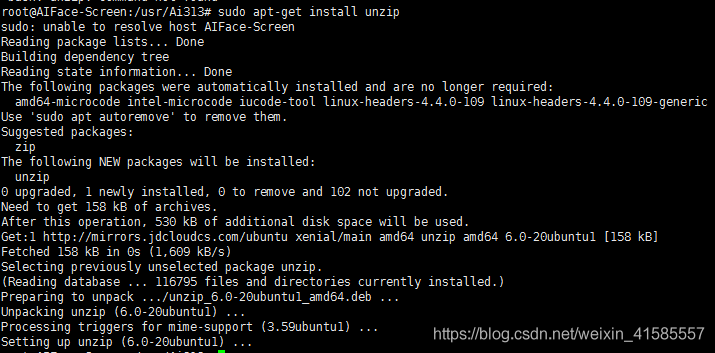 root@AIFace-Screen:/usr/Ai313# sudo apt-get install unzip
sudo: unable to resolve host AIFace-Screen
Reading package lists... Done
Building dependency tree
Reading state information... Done
The following packages were automatically installed and are no longer required:
  amd64-microcode intel-microcode iucode-tool linux-headers-4.4.0-109 linux-headers-4.4.0-109-generic
Use 'sudo apt autoremove' to remove them.
Suggested packages:
  zip
The following NEW packages will be installed:
  unzip
0 upgraded, 1 newly installed, 0 to remove and 102 not upgraded.
Need to get 158 kB of archives.
After this operation, 530 kB of additional disk space will be used.
Get:1 http://mirrors.jdcloudcs.com/ubuntu xenial/main amd64 unzip amd64 6.0-20ubuntu1 [158 kB]
Fetched 158 kB in 0s (1,609 kB/s)
Selecting previously unselected package unzip.
(Reading database ... 116795 files and directories currently installed.)
Preparing to unpack .../unzip_6.0-20ubuntu1_amd64.deb ...
Unpacking unzip (6.0-20ubuntu1) ...
Processing triggers for mime-support (3.59ubuntu1) ...
Setting up unzip (6.0-20ubuntu1) ...
https://blog.csdn.net/weixin_41585557